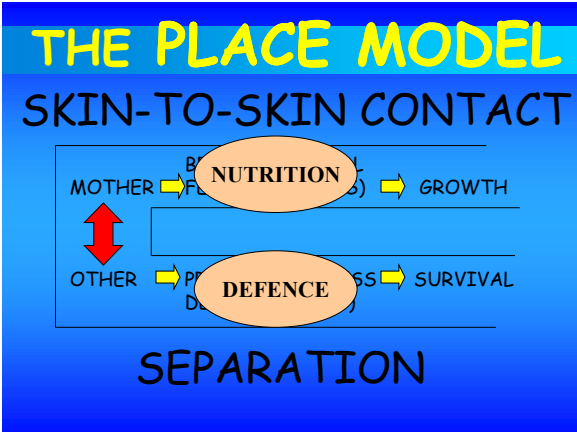 THE PLACE MODEL
SKIN-TO-SKIN CONTACT
NUTRITION
MOTHER GROWTH
DEFENCE
OTHER SURVIVAL
SEPARATION